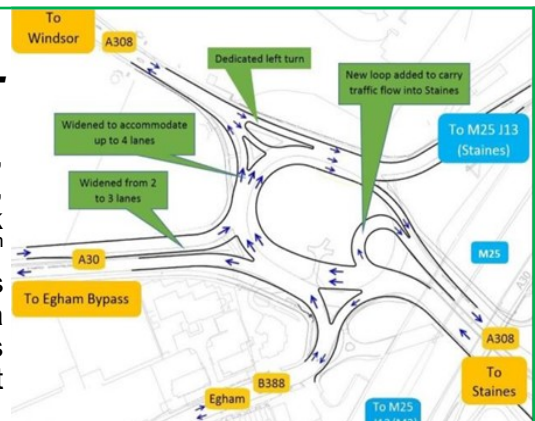 To
Windsor
A308
Dedicated left turn
New loop added to carry
traffic flow into Staines
Widened to accommodate
up to 4 lanes
To M25 J13
(Staines)
Widened from 2
to 3 lanes
A30
M25
To Egham Bypass
A30
A308
To
Staines
B388
Egham
To M25